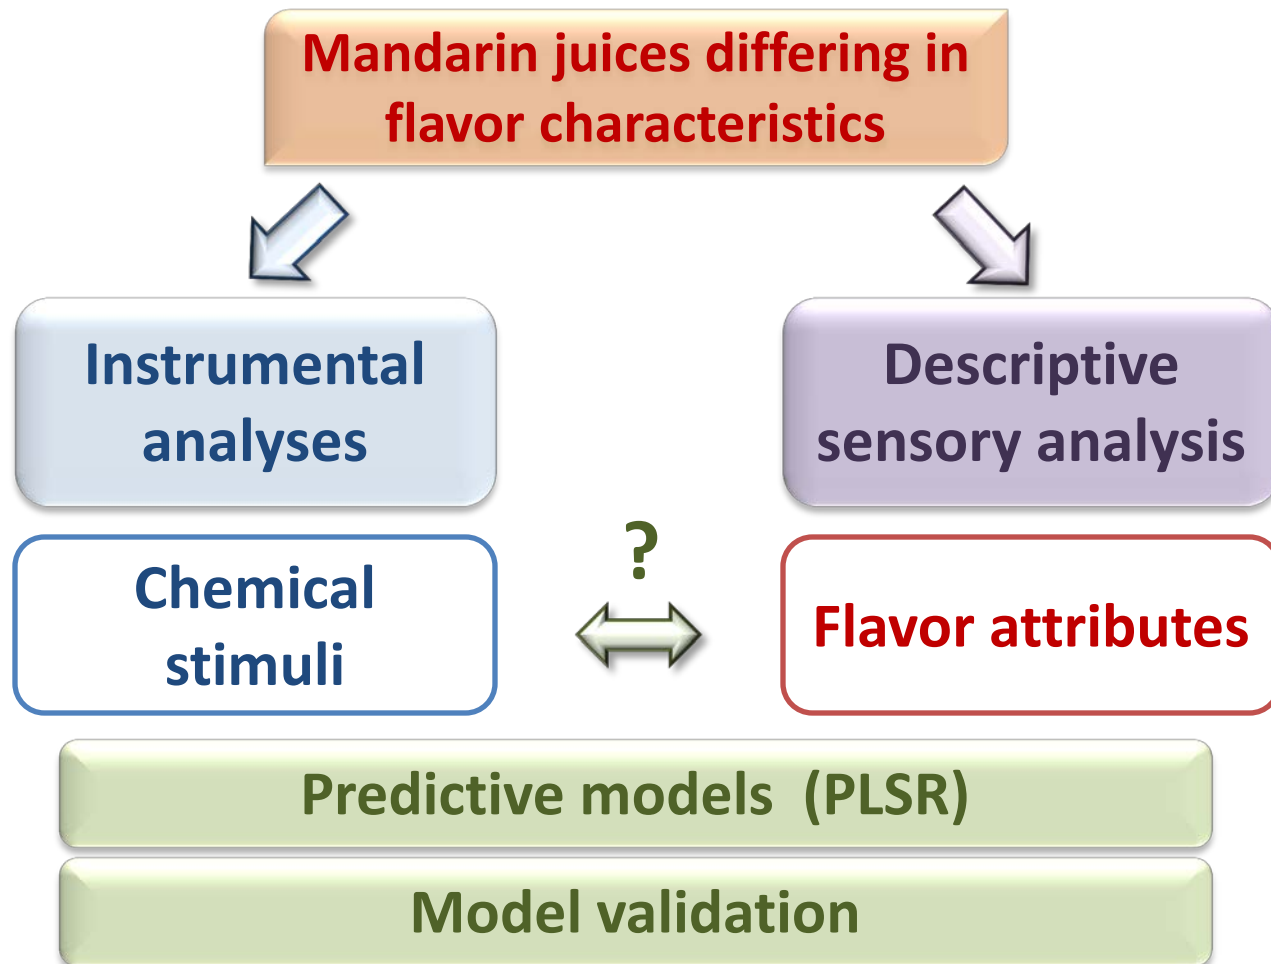 Mandarin juices differing in
flavor characteristics
Instrumental
analyses
Descriptive
sensory analysis
?
Chemical
stimuli
Flavor attributes
Predictive models  (PLSR)
Model validation